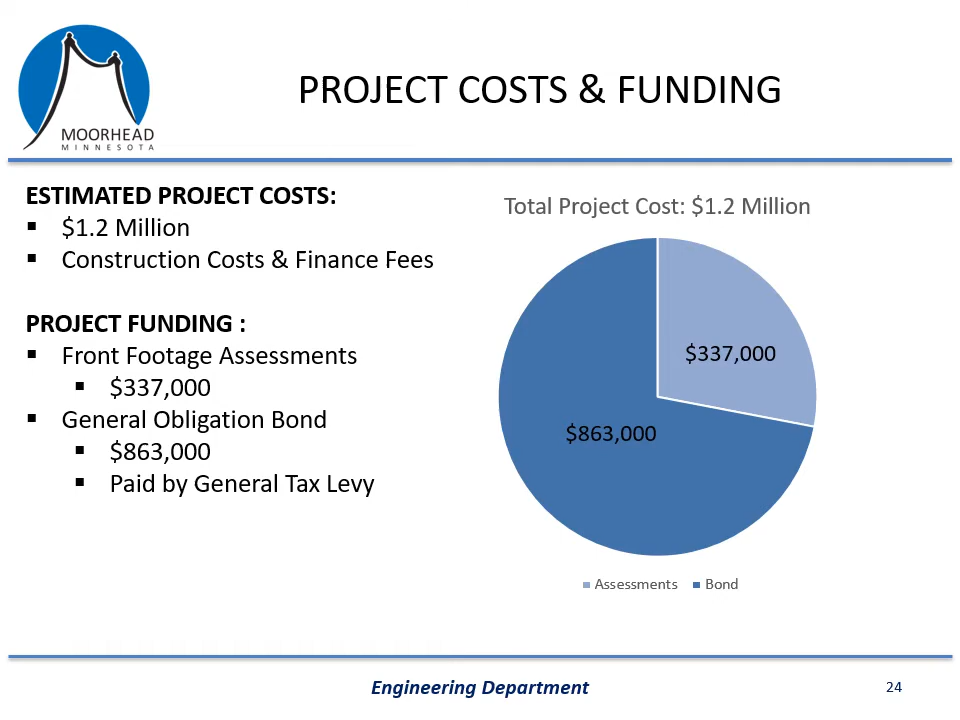 MOORHEAD
MINNESOTA
PROJECT COSTS & FUNDING
ESTIMATED PROJECT COSTS:
$1.2 Million
Construction Costs & Finance Fees
PROJECT FUNDING :
Front Footage Assessments
$337,000
General Obligation Bond
$863,000
Paid by General Tax Levy
Total Project Cost: $1.2 Million
$337,000
$863,000
Assessments Bond
Engineering Department
24